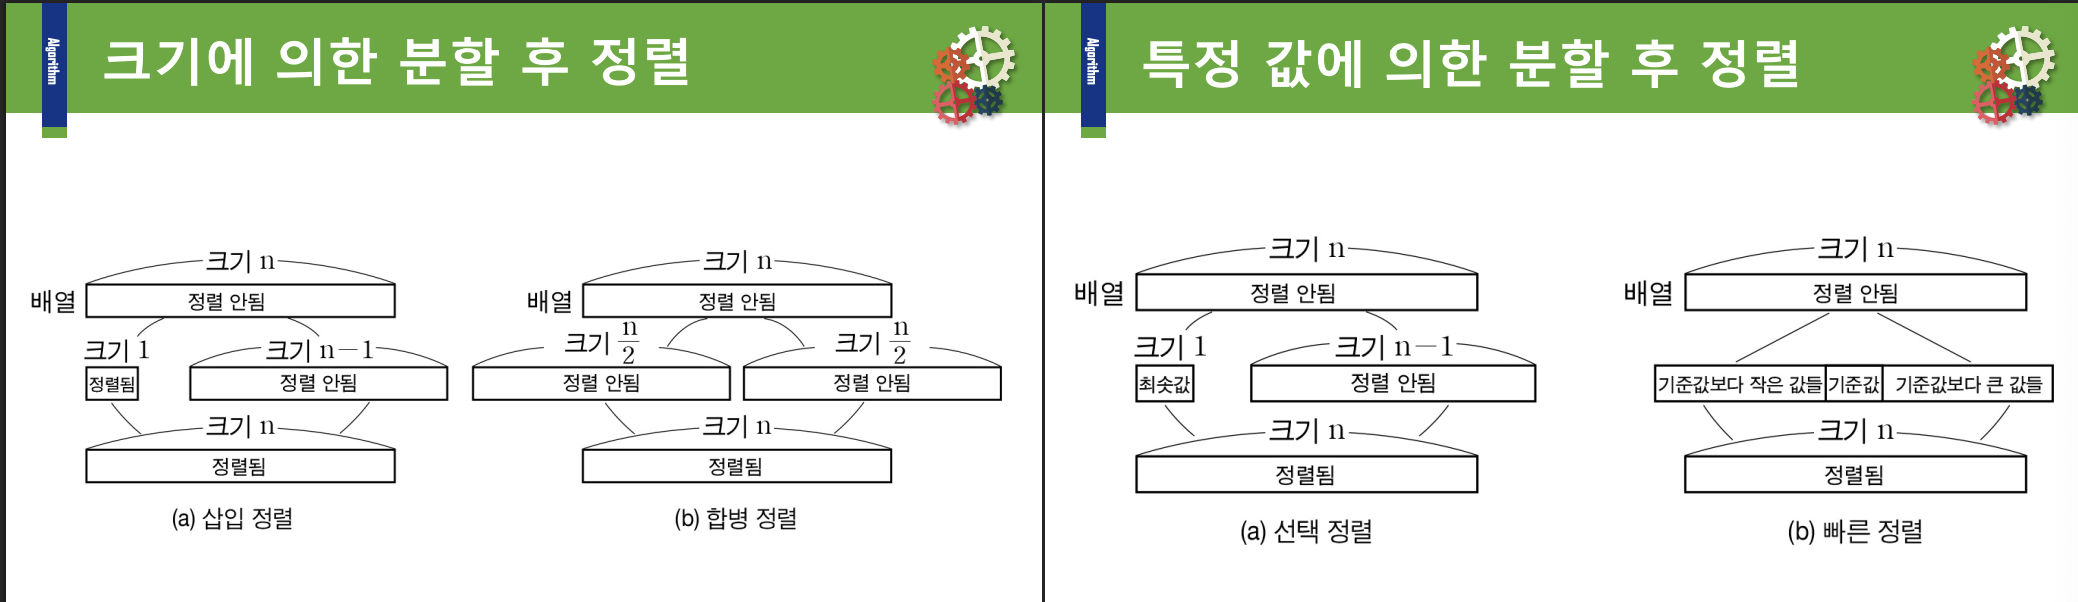 Algorithm
크기에 의한 분할 후 정렬
크기 n
배열
정렬 안됨
크기 1
크기 n−1
정렬됨
정렬 안됨
크기 n
정렬됨
(a) 삽입 정렬
크기 n
배열
정렬 안됨
크기 n/2
크기 n/2
정렬 안됨
정렬 안됨
크기 n
정렬됨
(b) 합병 정렬
Algorithm
특정 값에 의한 분할 후 정렬
크기 n
배열
정렬 안됨
크기 1
크기 n−1
최솟값
정렬 안됨
크기 n
정렬됨
(a) 선택 정렬
크기 n
배열
정렬 안됨
기준값보다 작은 값들
기준값
기준값보다 큰 값들
크기 n
정렬됨
(b) 빠른 정렬